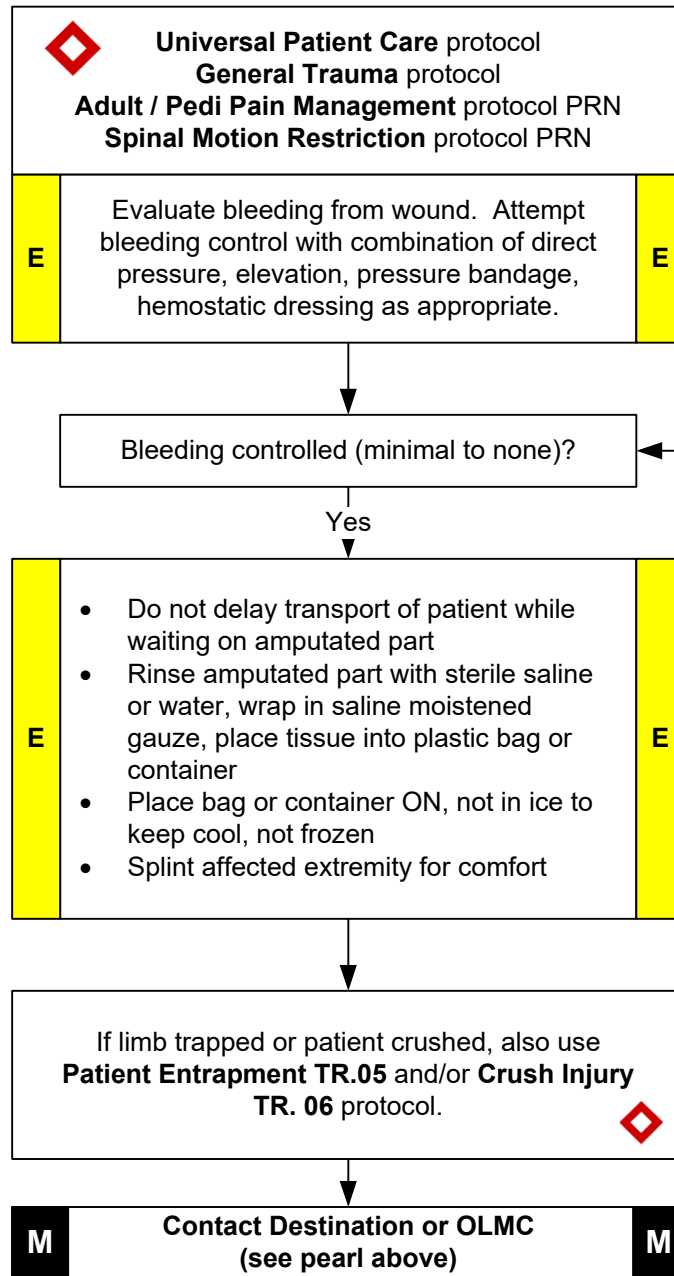 Universal Patient Care protocol
General Trauma protocol
Adult / Pedi Pain Management protocol PRN
Spinal Motion Restriction protocol PRN
E
Evaluate bleeding from wound.  Attempt
bleeding control with combination of direct
pressure, elevation, pressure bandage,
hemostatic dressing as appropriate.
E
Bleeding controlled (minimal to none)?
Yes
E
• Do not delay transport of patient while
waiting on amputated part
• Rinse amputated part with sterile saline
or water, wrap in saline moistened
gauze, place tissue into plastic bag or
container
• Place bag or container ON, not in ice to
keep cool, not frozen
• Splint affected extremity for comfort
E
If limb trapped or patient crushed, also use
Patient Entrapment TR.05 and/or Crush Injury
TR. 06 protocol.
M
Contact Destination or OLMC
(see pearl above)
M